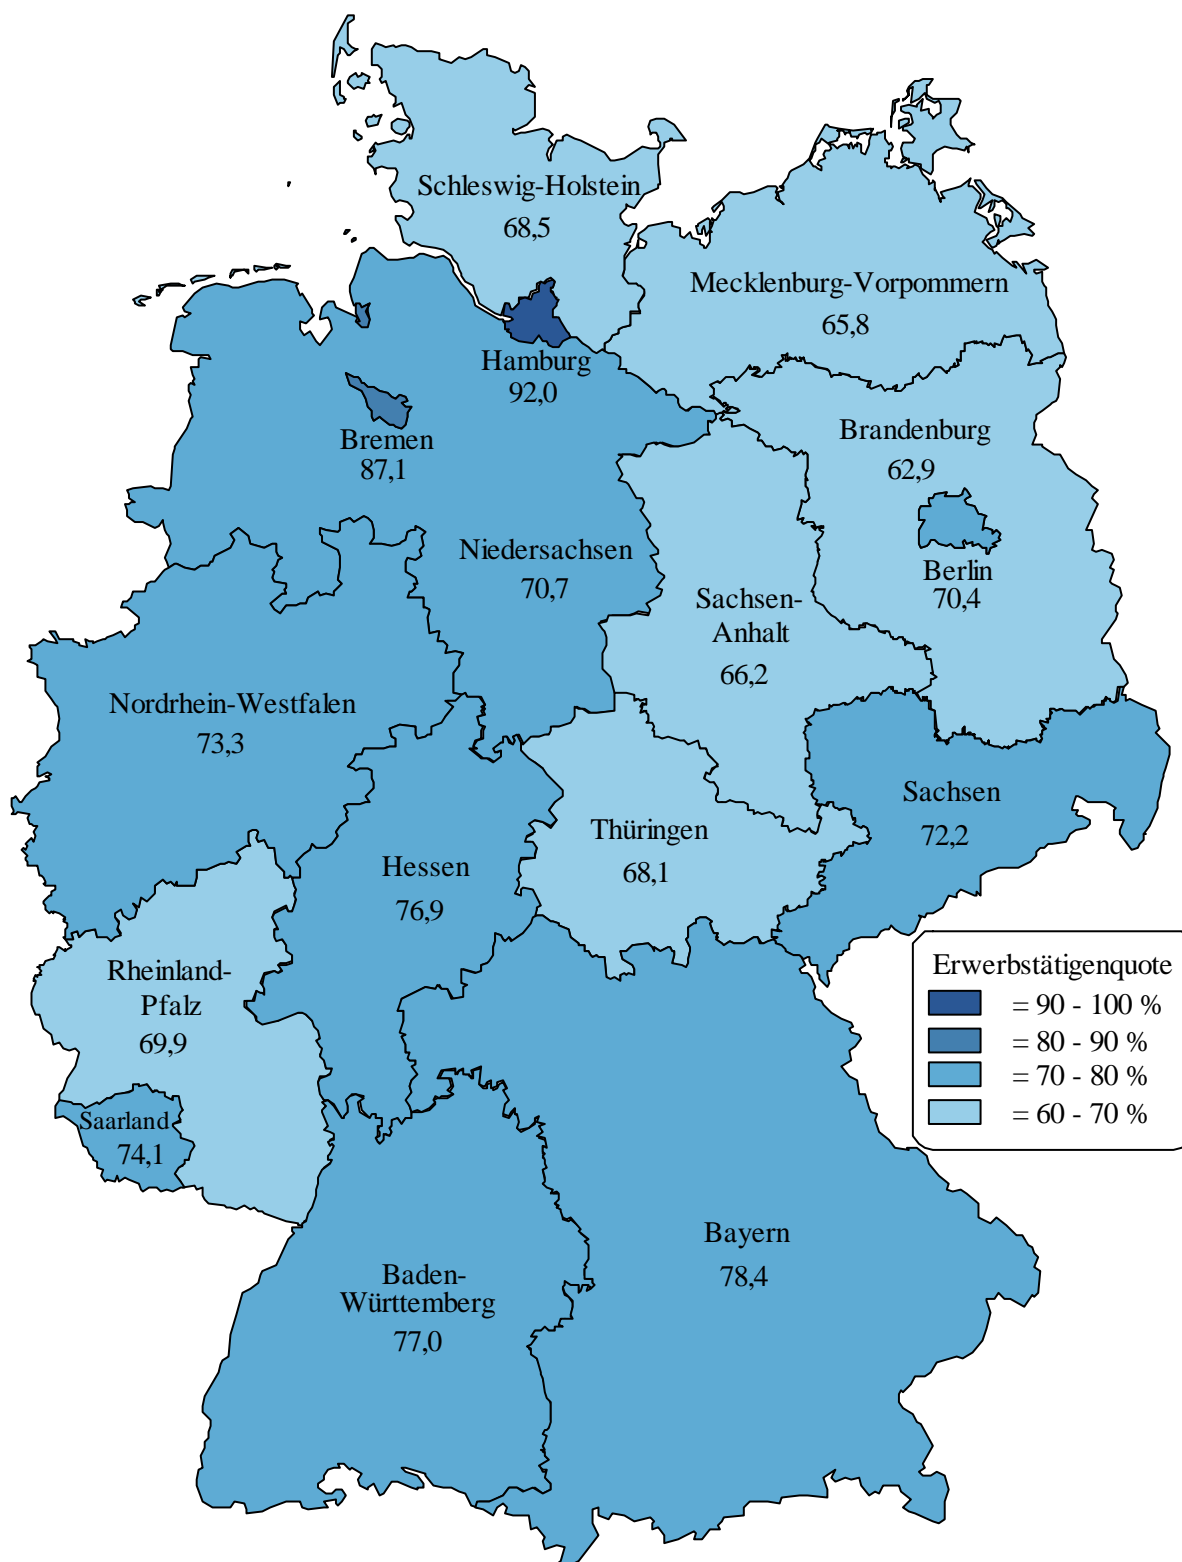 Schleswig-Holstein
68,5
Mecklenburg-Vorpommern
65,8
Hamburg
92,0
Bremen
87,1
Brandenburg
62,9
Berlin
70,4
Niedersachsen
70,7
Sachsen-
Anhalt
66,2
Nordrhein-Westfalen
73,3
Sachsen
72,2
Thüringen
68,1
Hessen
76,9
Rheinland-
Pfalz
69,9
Saarland
74,1
Bayern
78,4
Baden-
Württemberg
77,0
Erwerbstätigenquote
= 90 - 100 %
= 80 - 90 %
= 70 - 80 %
= 60 - 70 %